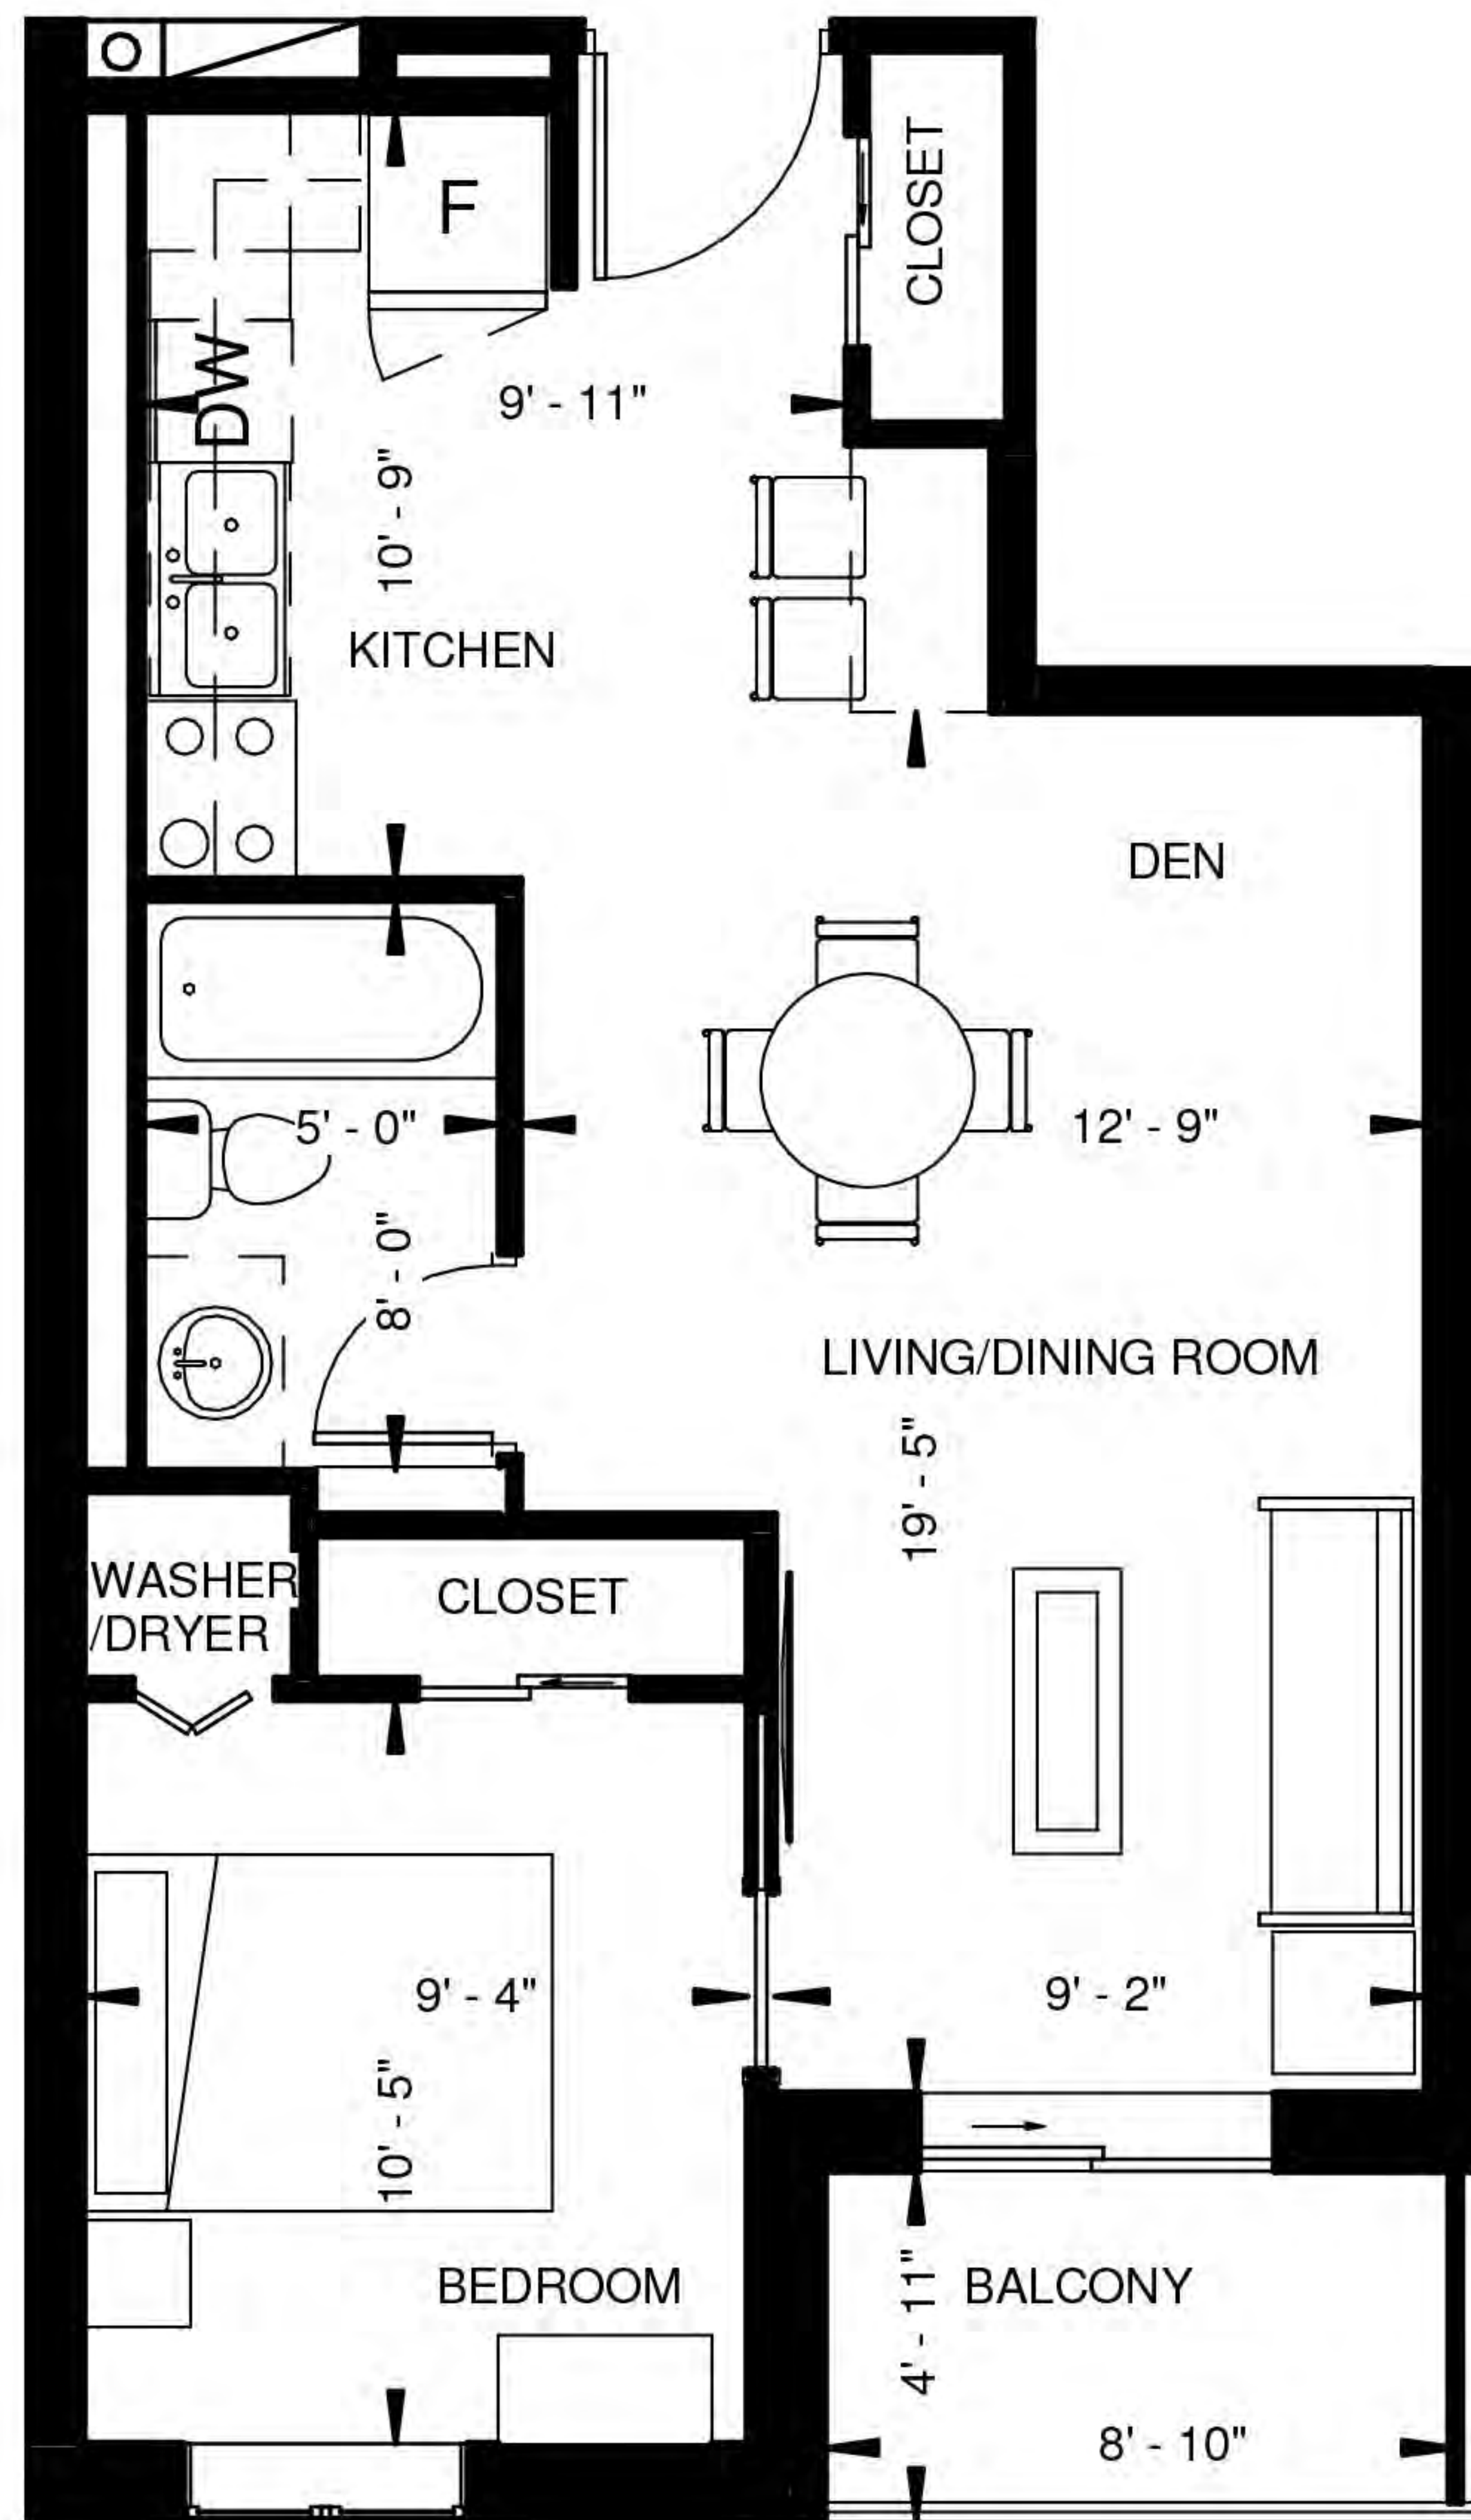 F
CLOSET
DW
9' - 11"
10' - 9"
KITCHEN
DEN
5' - 0"
12' - 9"
8' - 0"
LIVING/DINING ROOM
19' - 5"
WASHER
/DRYER
CLOSET
9' - 4"
9' - 2"
10' - 5"
BEDROOM
4' - 11"
BALCONY
8' - 10"